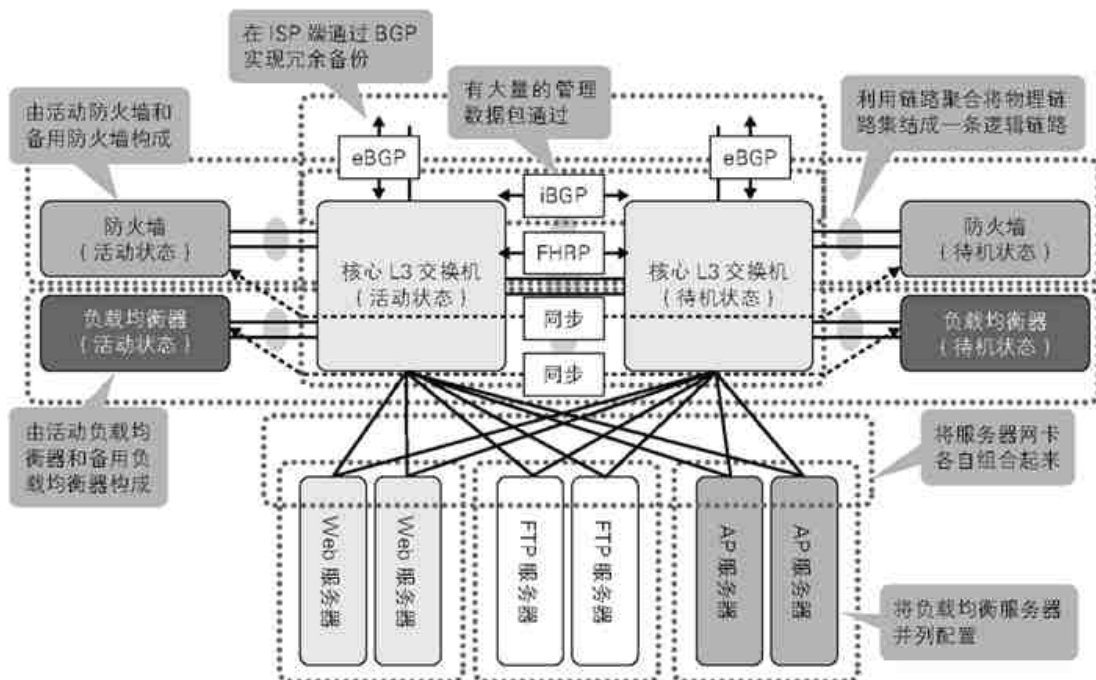 在 ISP 端通过 BGP
实现冗余备份
有大量的管理
数据包通过
利用链路聚合将物理链
路集结成一条逻辑链路
由活动防火墙和
备用防火墙构成
eBGP
eBGP
iBGP
防火墙
（活动状态）
核心 L3 交换机
（活动状态）
FHRP
核心 L3 交换机
（待机状态）
防火墙
（待机状态）
负载均衡器
（活动状态）
同步
同步
负载均衡器
（待机状态）
由活动负载均
衡器和备用负
载均衡器构成
将服务器网卡
各自组合起来
Web 服务器
Web 服务器
FTP 服务器
FTP 服务器
AP 服务器
AP 服务器
将负载均衡服务器
并列配置